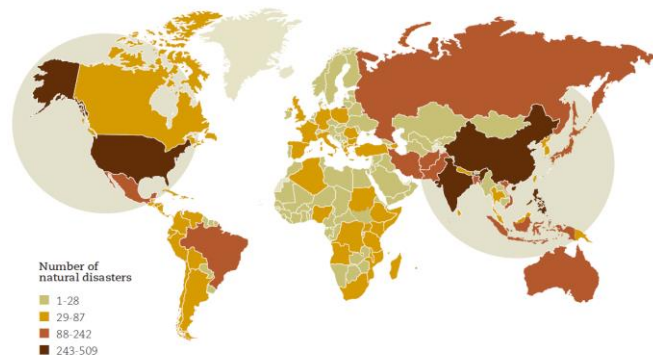 Number of
natural disasters
1-28
29-87
88-242
243-509